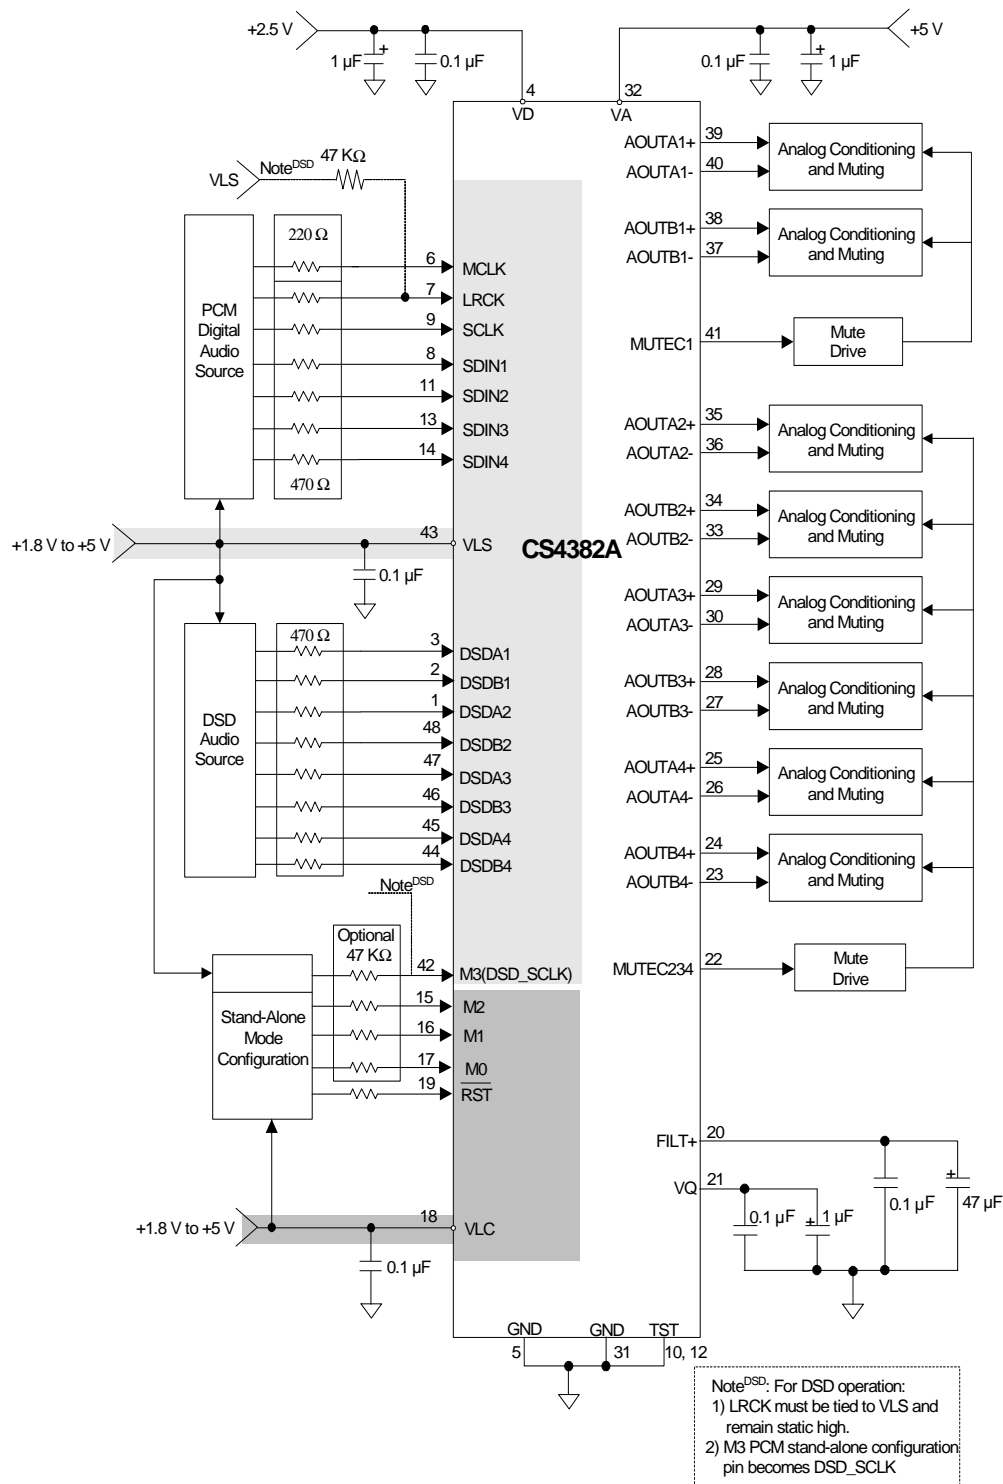 +2.5 V
1 µF
+
0.1 µF
4
VD
+5 V
0.1 µF
+
1 µF
32
VA
VLS
Note^DSD
47 KΩ
220 Ω
470 Ω
PCM
Digital
Audio
Source
6
MCLK
7
LRCK
9
SCLK
8
SDIN1
11
SDIN2
13
SDIN3
14
SDIN4
+1.8 V to +5 V
43
VLS
0.1 µF
CS4382A
DSD
Audio
Source
470 Ω
3
DSDA1
2
DSDB1
1
DSDA2
48
DSDB2
47
DSDA3
46
DSDB3
45
DSDA4
44
DSDB4
Note^DSD
Optional
47 KΩ
Stand-Alone
Mode
Configuration
42
M3(DSD_SCLK)
15
M2
16
M1
17
M0
19
RST
+1.8 V to +5 V
18
VLC
0.1 µF
AOUTA1+
39
AOUTA1-
40
Analog Conditioning
and Muting
AOUTB1+
38
AOUTB1-
37
Analog Conditioning
and Muting
MUTEC1
41
Mute
Drive
AOUTA2+
35
AOUTA2-
36
Analog Conditioning
and Muting
AOUTB2+
34
AOUTB2-
33
Analog Conditioning
and Muting
AOUTA3+
29
AOUTA3-
30
Analog Conditioning
and Muting
AOUTB3+
28
AOUTB3-
27
Analog Conditioning
and Muting
AOUTA4+
25
AOUTA4-
26
Analog Conditioning
and Muting
AOUTB4+
24
AOUTB4-
23
Analog Conditioning
and Muting
MUTEC234
22
Mute
Drive
FILT+
20
VQ
21
0.1 µF
+
1 µF
0.1 µF
+
47 µF
GND
5
GND
31
TST
10, 12
Note^DSD: For DSD operation:
1) LRCK must be tied to VLS and
remain static high.
2) M3 PCM stand-alone configuration
pin becomes DSD_SCLK